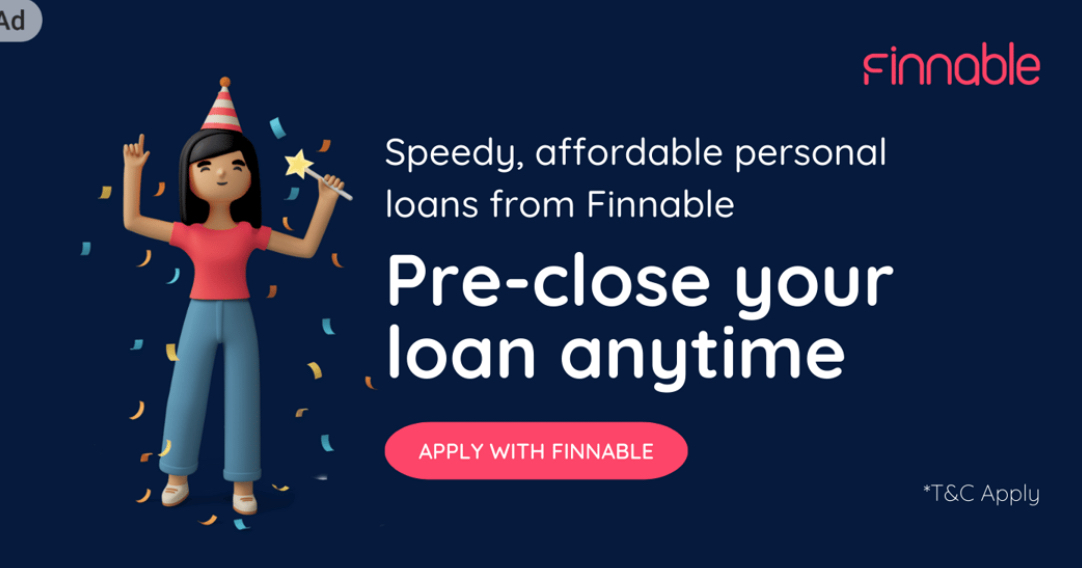 Ad
Finnable
Speedy, affordable personal
loans from Finnable
Pre-close your
loan anytime
APPLY WITH FINNABLE
*T&C Apply